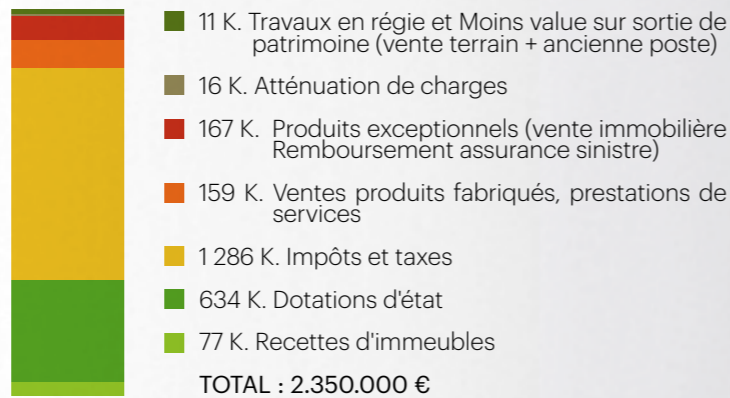 11 K. Travaux en régie et Moins value sur sortie de
patrimoine (vente terrain + ancienne poste)
16 K. Atténuation de charges
167 K. Produits exceptionnels (vente immobilière
Remboursement assurance sinistre)
159 K. Ventes produits fabriqués, prestations de
services
1 286 K. Impôts et taxes
634 K. Dotations d'état
77 K. Recettes d'immeubles
TOTAL : 2.350.000 €